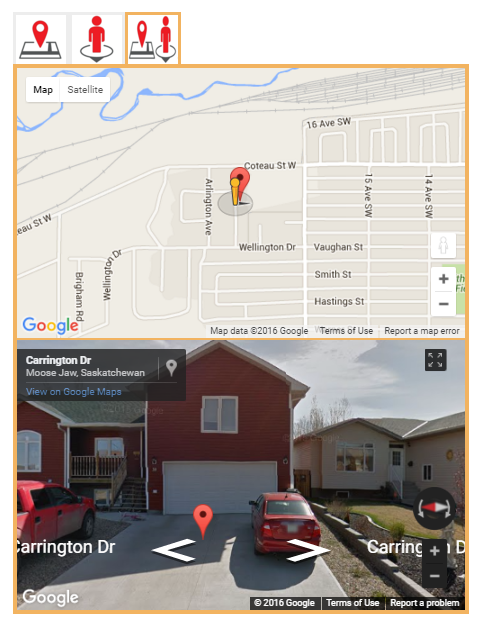 Map Satellite
16 Ave SW
Coteau St W
Arlington Ave
15 Ave SW
14 Ave SW
eau St W
Wellington Dr
Brigham Rd
Wellington Dr
Vaughan St
Smith St
Hastings St
Google
Map data ©2016 Google Terms of Use Report a map error
Carrington Dr
Moose Jaw, Saskatchewan
View on Google Maps
Carrington Dr
Google
© 2016 Google Terms of Use Report a problem